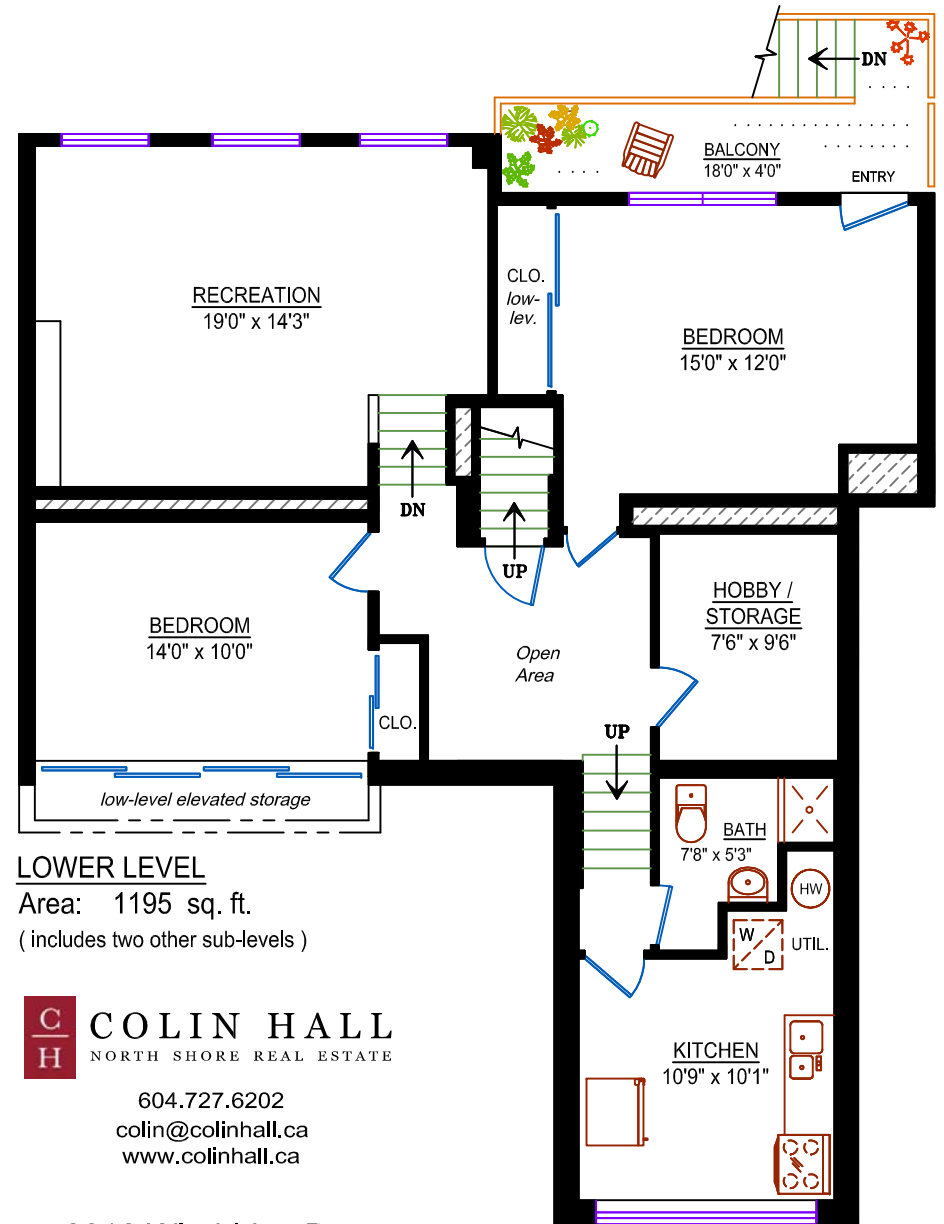 DN
BALCONY
18'0" x 4'0"
ENTRY
RECREATION
19'0" x 14'3"
CLO.
low-
lev.
BEDROOM
15'0" x 12'0"
DN
UP
BEDROOM
14'0" x 10'0"
HOBBY /
STORAGE
7'6" x 9'6"
Open
Area
CLO.
UP
low-level elevated storage
BATH
7'8" x 5'3"
HW
W
D
UTIL.
KITCHEN
10'9" x 10'1"
LOWER LEVEL
Area: 1195 sq. ft.
( includes two other sub-levels )
C
H
COLIN HALL
NORTH SHORE REAL ESTATE
604.727.6202
colin@colinhall.ca
www.colinhall.ca